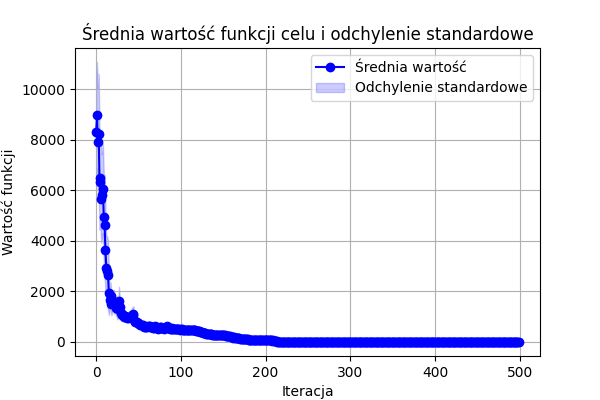 Średnia wartość funkcji celu i odchylenie standardowe
Średnia wartość
Odchylenie standardowe
Wartość funkcji
10000
8000
6000
4000
2000
0
0 100 200 300 400 500
Iteracja